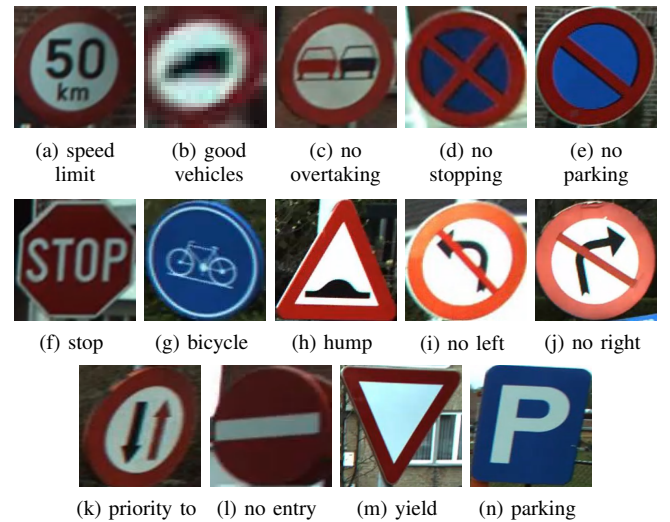 50
km
(a) speed
limit
(b) good
vehicles
(c) no
overtaking
(d) no
stopping
(e) no
parking
STOP
(f) stop
(g) bicycle
(h) hump
(i) no left
(j) no right
P
(k) priority to
(l) no entry
(m) yield
(n) parking